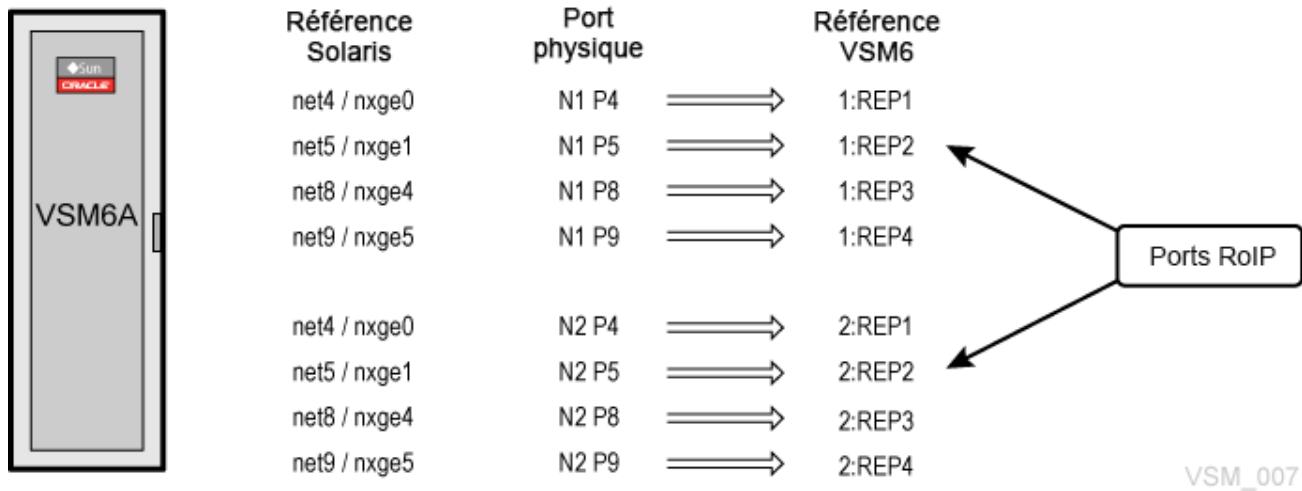 Sun
ORACLE
VSM6A
Référence Solaris
Port physique
Référence VSM6
net4 / nxge0 N1 P4 1:REP1
net5 / nxge1 N1 P5 1:REP2
net8 / nxge4 N1 P8 1:REP3
net9 / nxge5 N1 P9 1:REP4
Ports RoIP
net4 / nxge0 N2 P4 2:REP1
net5 / nxge1 N2 P5 2:REP2
net8 / nxge4 N2 P8 2:REP3
net9 / nxge5 N2 P9 2:REP4
VSM_007